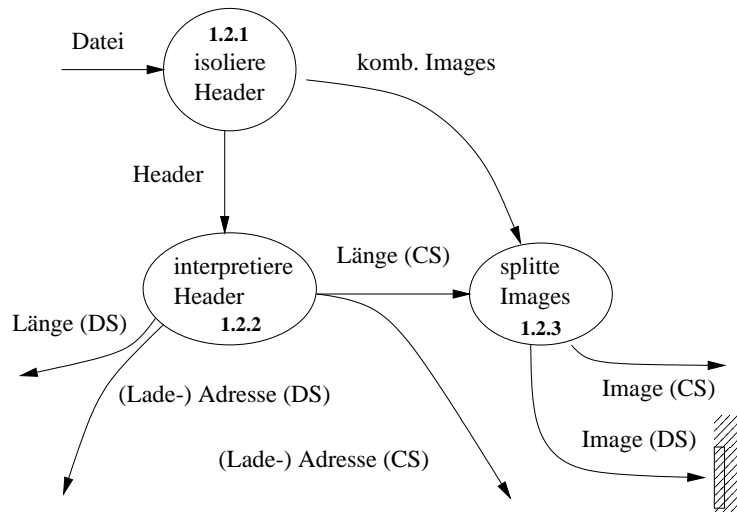 Datei
1.2.1
isoliere
Header
komb. Images
Header
interpretiere
Header
1.2.2
Länge (CS)
splitte
Images
1.2.3
Länge (DS)
(Lade-) Adresse (DS)
Image (CS)
(Lade-) Adresse (CS)
Image (DS)